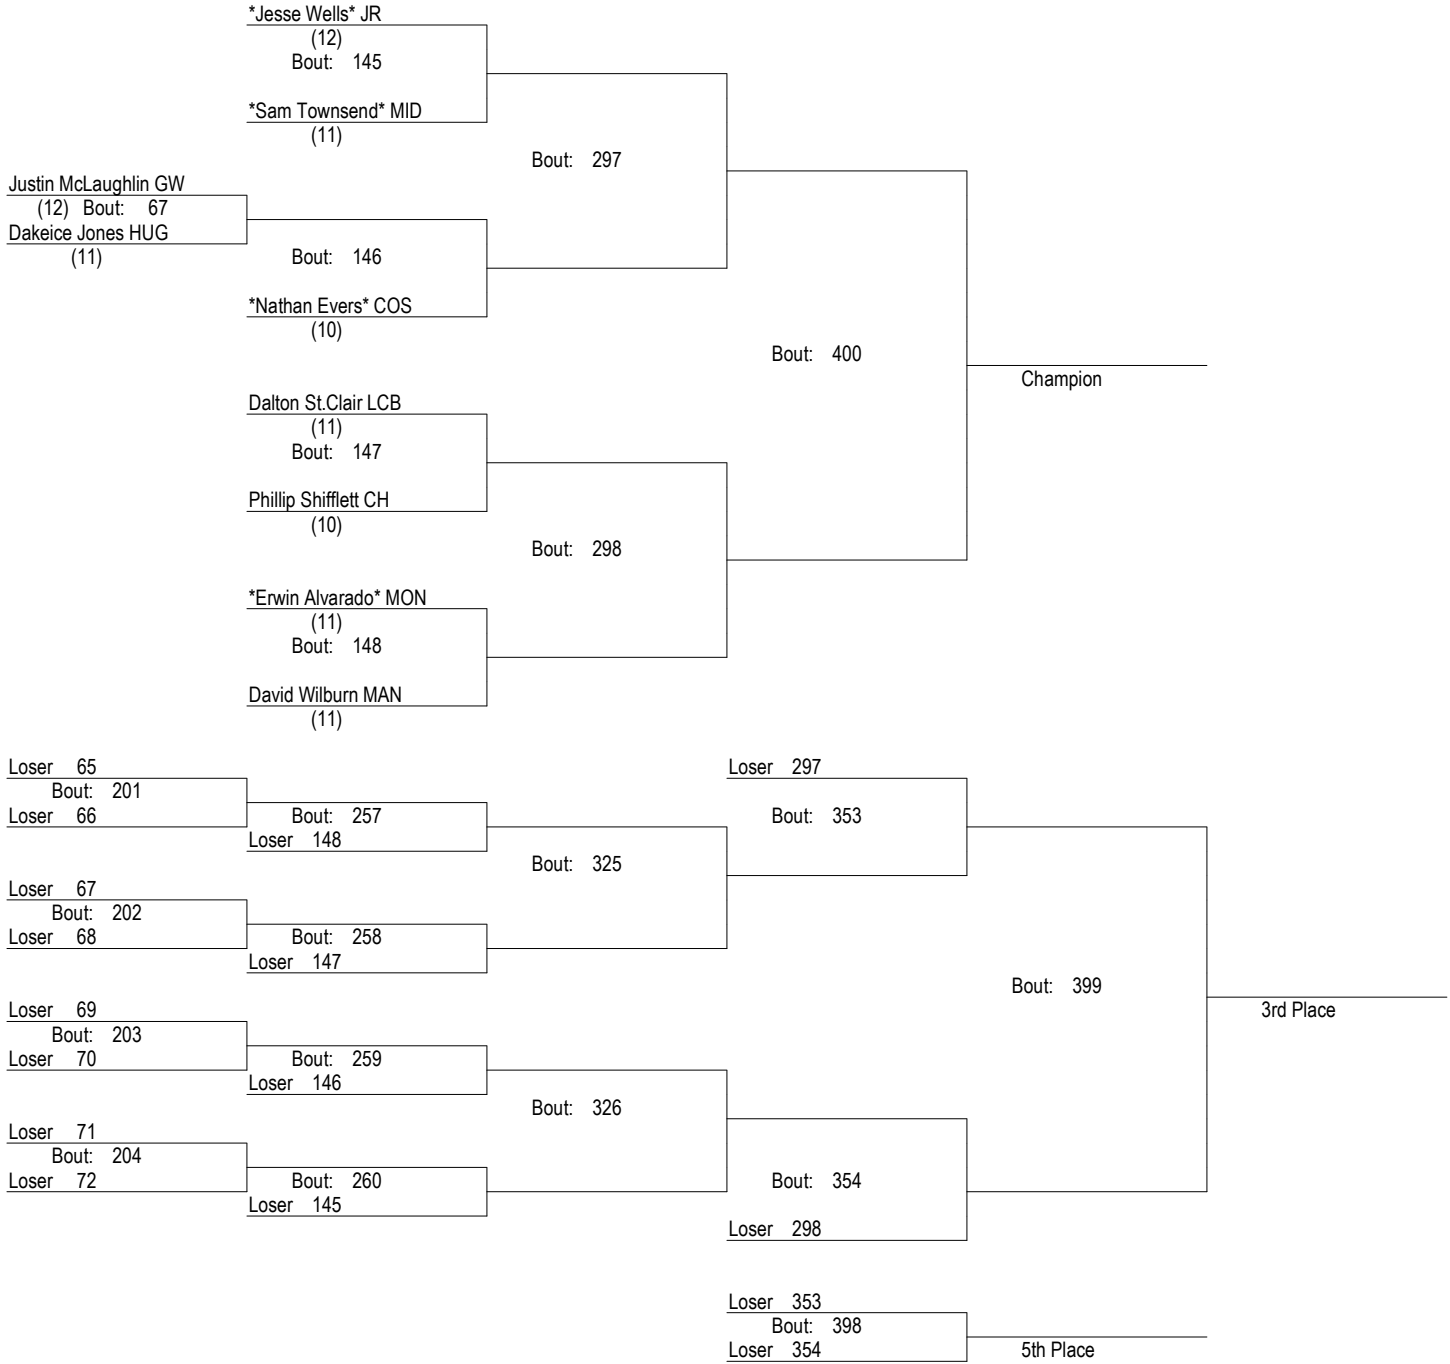 *Jesse Wells* JR
(12)
Bout: 145
*Sam Townsend* MID
(11)
Bout: 297
Justin McLaughlin GW
(12) Bout: 67
Dakeice Jones HUG
(11)
Bout: 146
*Nathan Evers* COS
(10)
Bout: 400
Champion
Dalton St.Clair LCB
(11)
Bout: 147
Phillip Shifflett CH
(10)
Bout: 298
*Erwin Alvarado* MON
(11)
Bout: 148
David Wilburn MAN
(11)
Loser 65
Bout: 201
Loser 66
Bout: 257
Loser 148
Bout: 325
Loser 297
Bout: 353
Loser 67
Bout: 202
Loser 68
Bout: 258
Loser 147
Bout: 399
3rd Place
Loser 69
Bout: 203
Loser 70
Bout: 259
Loser 146
Bout: 326
Loser 71
Bout: 204
Loser 72
Bout: 260
Loser 145
Bout: 354
Loser 298
Loser 353
Bout: 398
Loser 354
5th Place